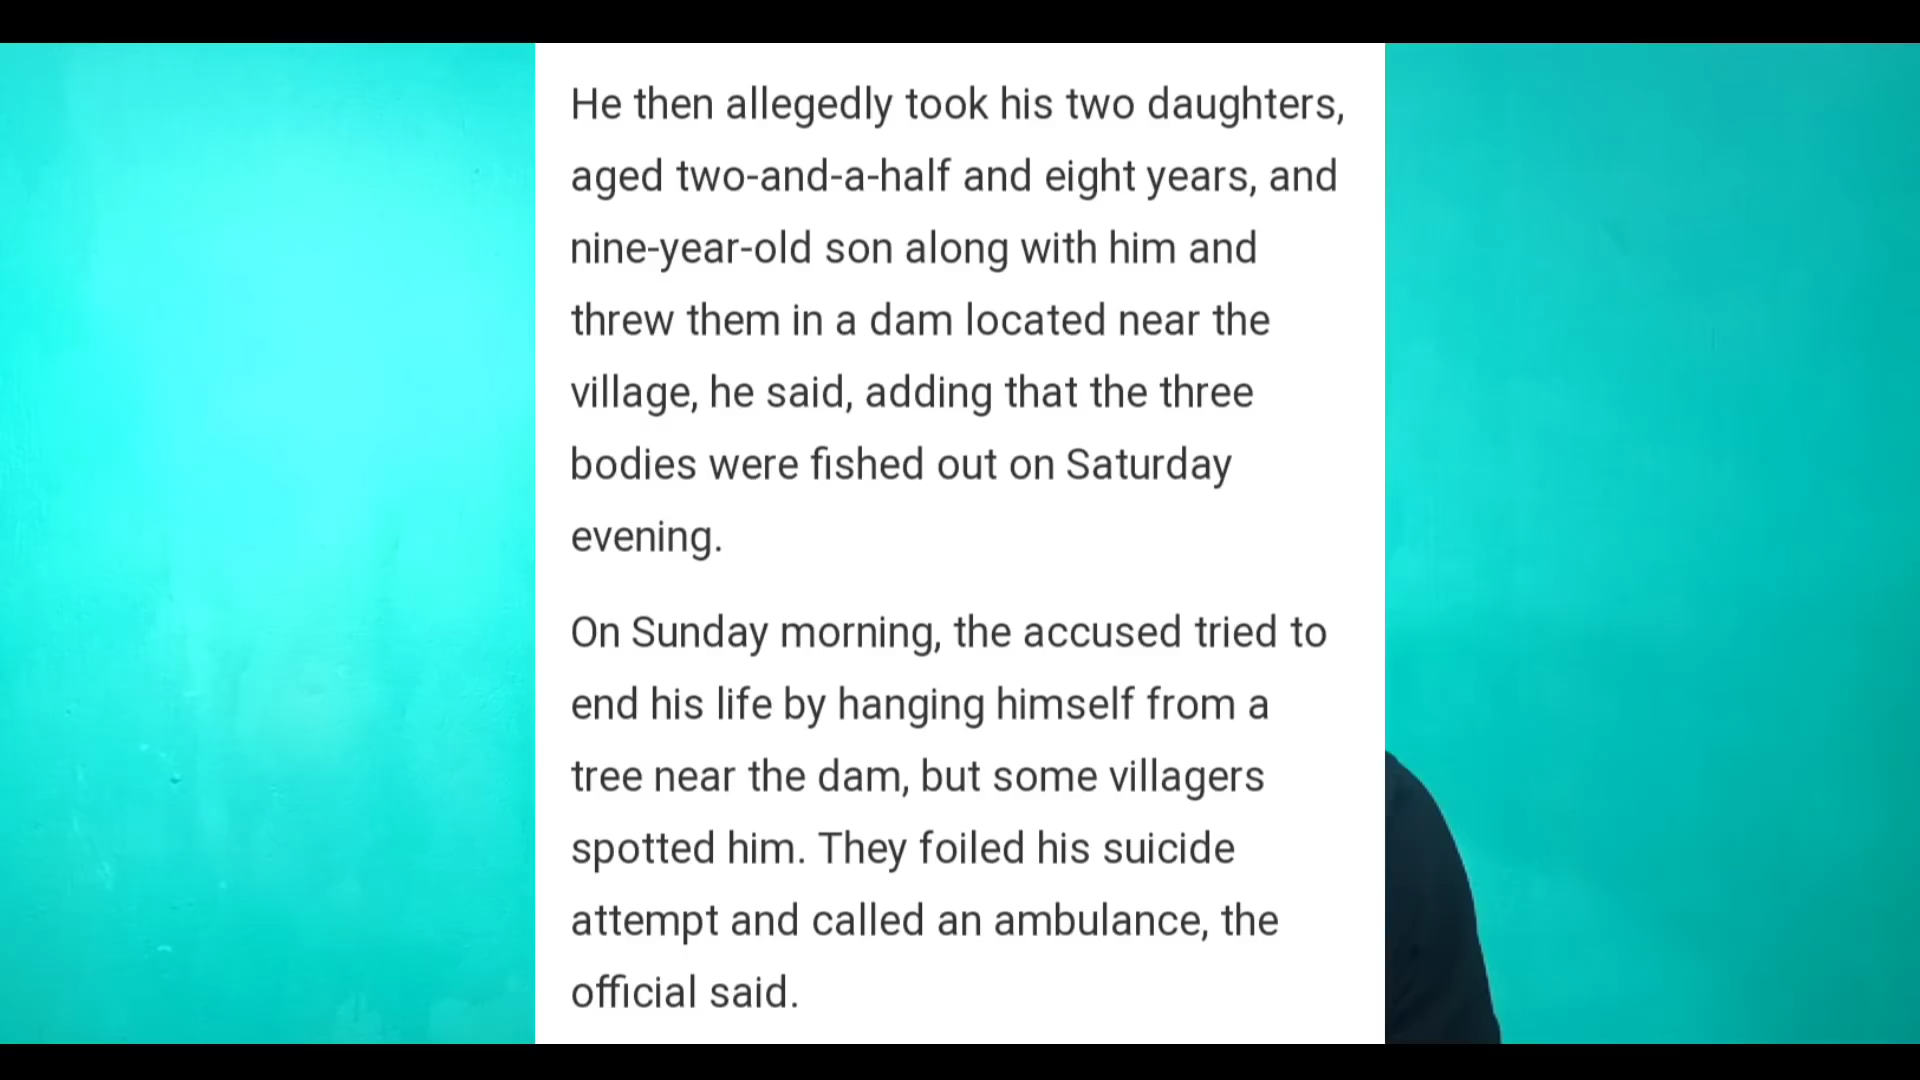 He then allegedly took his two daughters,
aged two-and-a-half and eight years, and
nine-year-old son along with him and
threw them in a dam located near the
village, he said, adding that the three
bodies were fished out on Saturday
evening.
On Sunday morning, the accused tried to
end his life by hanging himself from a
tree near the dam, but some villagers
spotted him. They foiled his suicide
attempt and called an ambulance, the
official said.